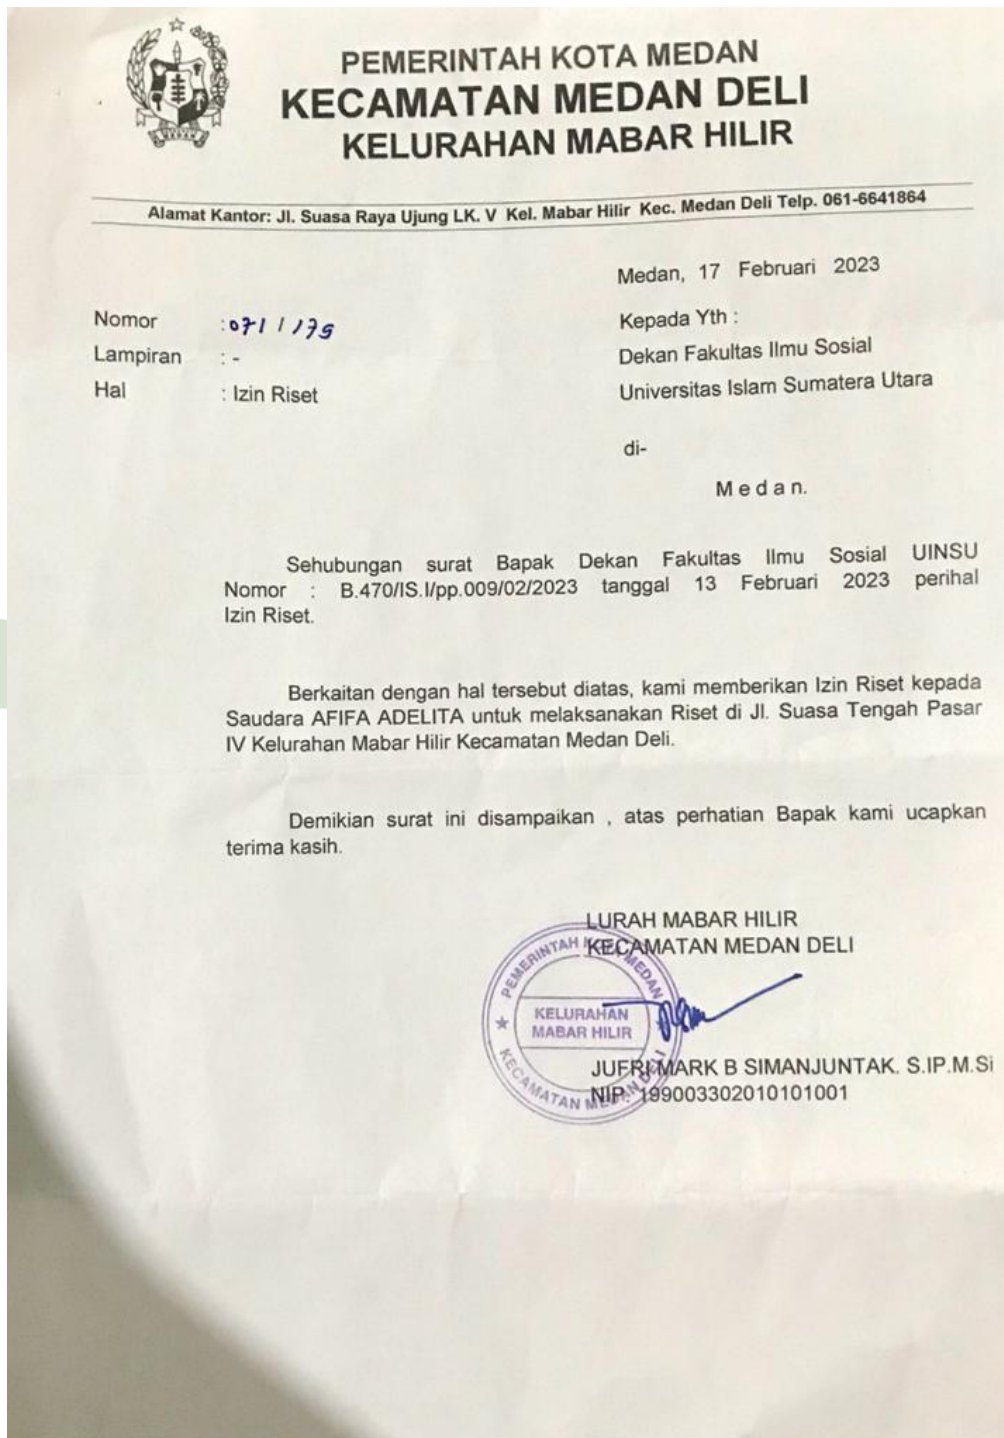 PEMERINTAH KOTA MEDAN
KECAMATAN MEDAN DELI
KELURAHAN MABAR HILIR
Alamat Kantor: Jl. Suasa Raya Ujung LK. V Kel. Mabar Hilir Kec. Medan Deli Telp. 061-6641864
Medan, 17 Februari 2023
Nomor : 071 / 179
Lampiran : -
Hal : Izin Riset
Kepada Yth :
Dekan Fakultas Ilmu Sosial
Universitas Islam Sumatera Utara
di-
M e d a n.
Sehubungan surat Bapak Dekan Fakultas Ilmu Sosial UINSU
Nomor : B.470/IS.I/pp.009/02/2023 tanggal 13 Februari 2023 perihal
Izin Riset.
Berkaitan dengan hal tersebut diatas, kami memberikan Izin Riset kepada
Saudara AFIFA ADELITA untuk melaksanakan Riset di Jl. Suasa Tengah Pasar
IV Kelurahan Mabar Hilir Kecamatan Medan Deli.
Demikian surat ini disampaikan , atas perhatian Bapak kami ucapkan
terima kasih.
LURAH MABAR HILIR
KECAMATAN MEDAN DELI
PEMERINTAH KOTA MEDAN
KELURAHAN
MABAR HILIR
KECAMATAN MEDAN DELI
JUFRI MARK B SIMANJUNTAK. S.IP.M.Si
NIP. 199003302010101001